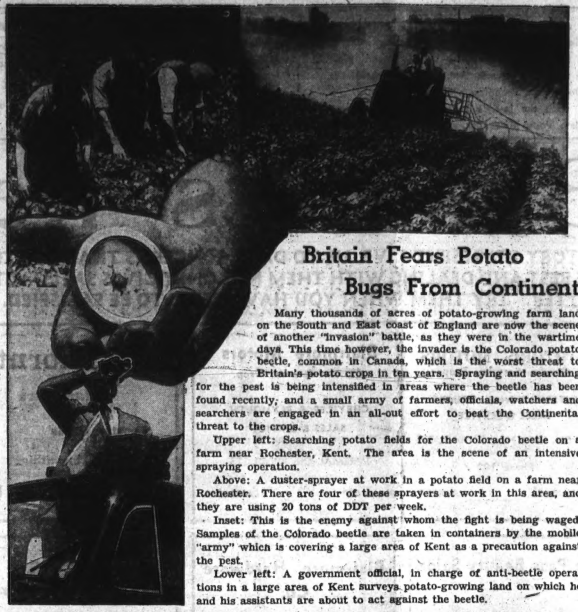 Britain Fears Potato
Bugs From Continent
Many thousands of acres of potato-growing farm land
on the South and East coast of England are now the scene
of another "invasion" battle, as they were in the wartime
days. This time however, the invader is the Colorado potato
beetle, common in Canada, which is the worst threat to
Britain's potato crops in ten years. Spraying and searching
for the pest is being intensified in areas where the beetle has been
found recently, and a small army of farmers, officials, watchers and
searchers are engaged in an all-out effort to beat the Continental
threat to the crops.
Upper left: Searching potato fields for the Colorado beetle on a
farm near Rochester, Kent. The area is the scene of an intensive
spraying operation.
Above: A duster-sprayer at work in a potato field on a farm near
Rochester. There are four of these sprayers at work in this area, and
they are using 20 tons of DDT per week.
Inset: This is the enemy against whom the fight is being waged.
Samples of the Colorado beetle are taken in containers by the mobile
"army" which is covering a large area of Kent as a precaution against
the pest.
Lower left: A government official, in charge of anti-beetle opera-
tions in a large area of Kent surveys potato-growing land on which he
and his assistants are about to act against the beetle.